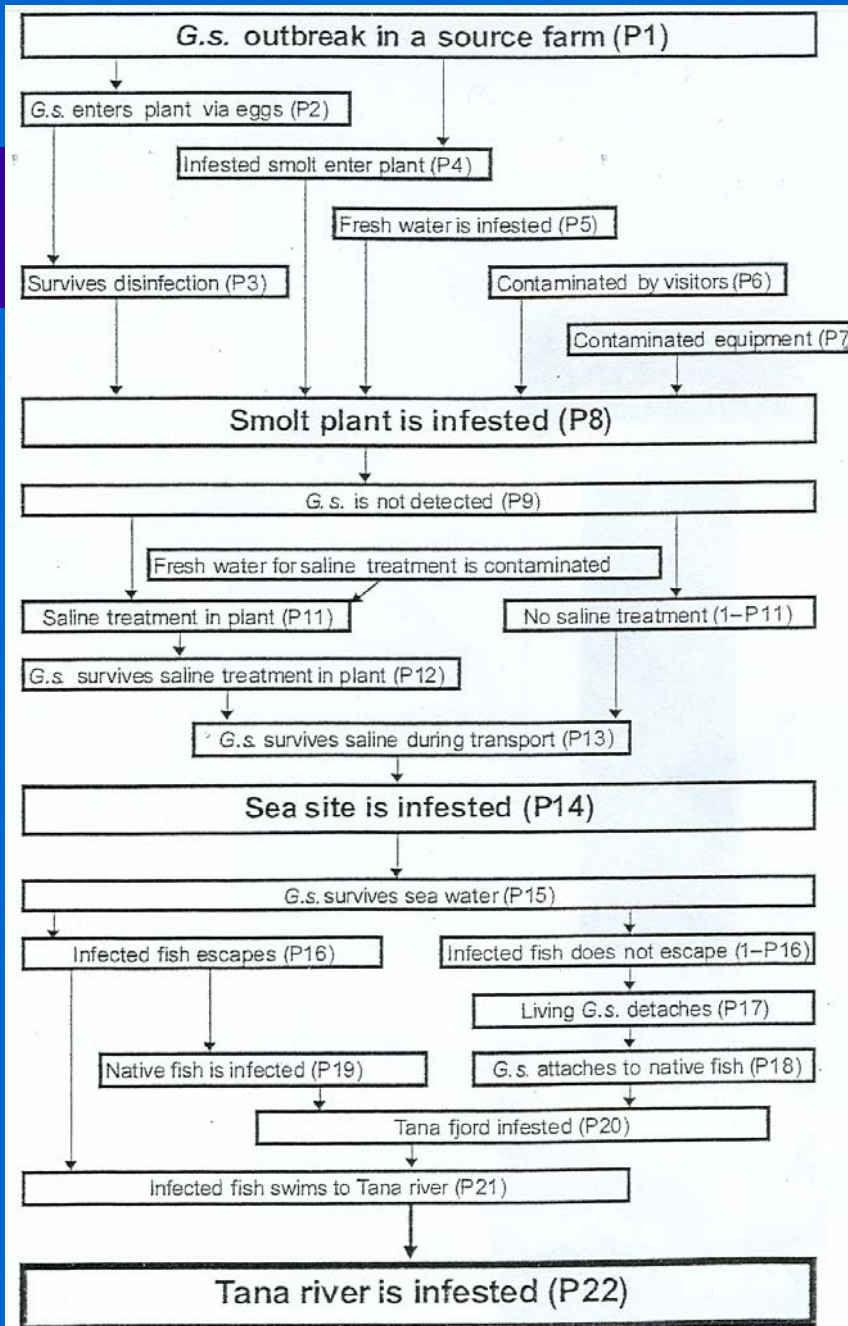 G.s. outbreak in a source farm (P1)
G.s. enters plant via eggs (P2)
Infested smolt enter plant (P4)
Fresh water is infested (P5)
Survives disinfection (P3)
Contaminated by visitors (P6)
Contaminated equipment (P7
Smolt plant is infested (P8)
G.s. is not detected (P9)
Fresh water for saline treatment is contaminated
Saline treatment in plant (P11)
No saline treatment (1–P11)
G.s. survives saline treatment in plant (P12)
G.s. survives saline during transport (P13)
Sea site is infested (P14)
G.s. survives sea water (P15)
Infected fish escapes (P16)
Infected fish does not escape (1–P16)
Living G.s. detaches (P17)
Native fish is infected (P19)
G.s. attaches to native fish (P18)
Tana fjord infested (P20)
Infected fish swims to Tana river (P21)
Tana river is infested (P22)